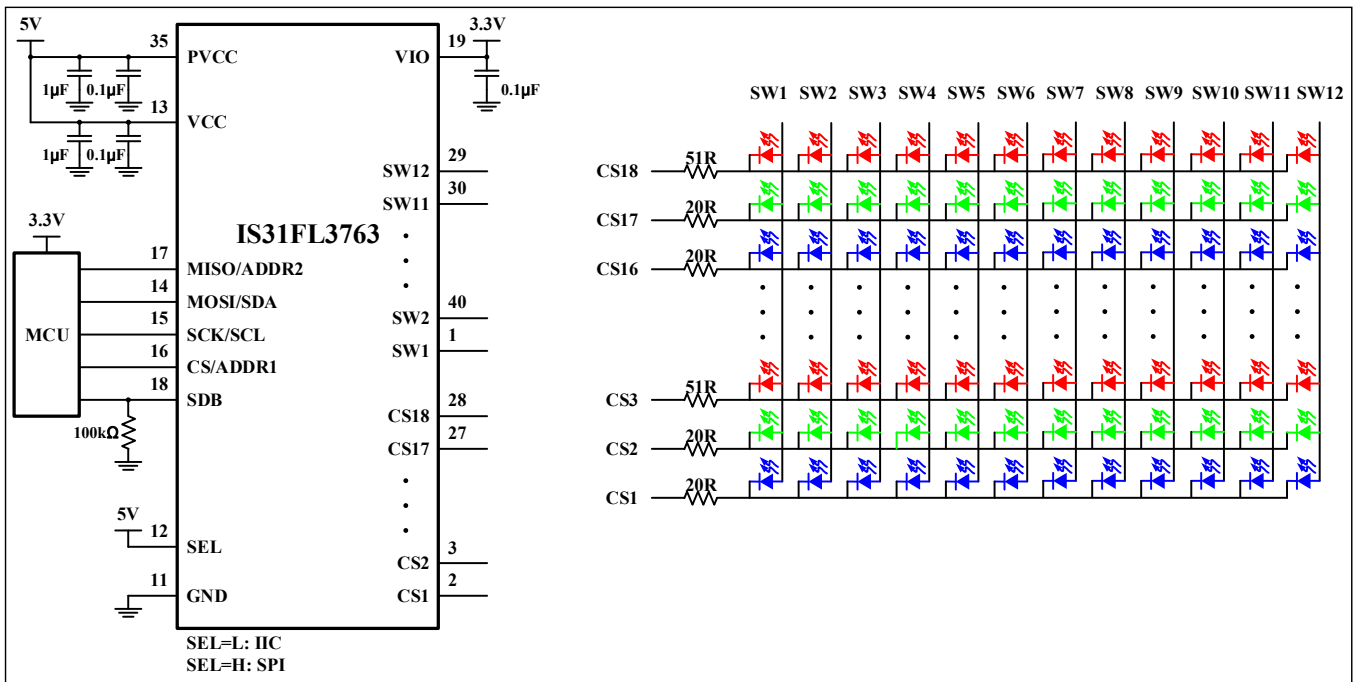 5V
35
PVCC
1µF
0.1µF
13
VCC
1µF
0.1µF
3.3V
19
VIO
0.1µF
29
SW12
30
SW11
IS31FL3763
3.3V
MCU
17
MISO/ADDR2
14
MOSI/SDA
15
SCK/SCL
16
CS/ADDR1
18
SDB
100kΩ
40
SW2
1
SW1
28
CS18
27
CS17
5V
12
SEL
11
GND
3
CS2
2
CS1
SEL=L: IIC
SEL=H: SPI
SW1 SW2 SW3 SW4 SW5 SW6 SW7 SW8 SW9 SW10 SW11 SW12
CS18 51R
CS17 20R
CS16 20R
CS3 51R
CS2 20R
CS1 20R